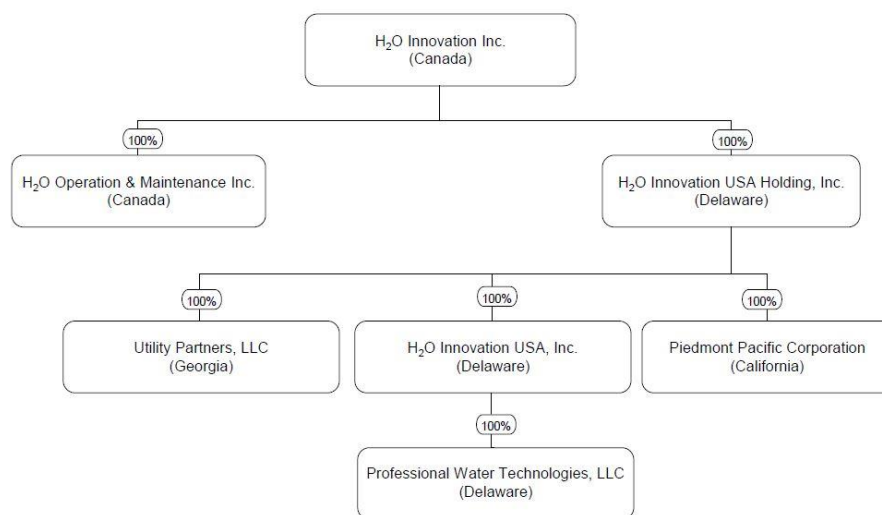 H₂O Innovation Inc.
(Canada)
100%
100%
H₂O Operation & Maintenance Inc.
(Canada)
H₂O Innovation USA Holding, Inc.
(Delaware)
100%
100%
100%
Utility Partners, LLC
(Georgia)
H₂O Innovation USA, Inc.
(Delaware)
Piedmont Pacific Corporation
(California)
100%
Professional Water Technologies, LLC
(Delaware)